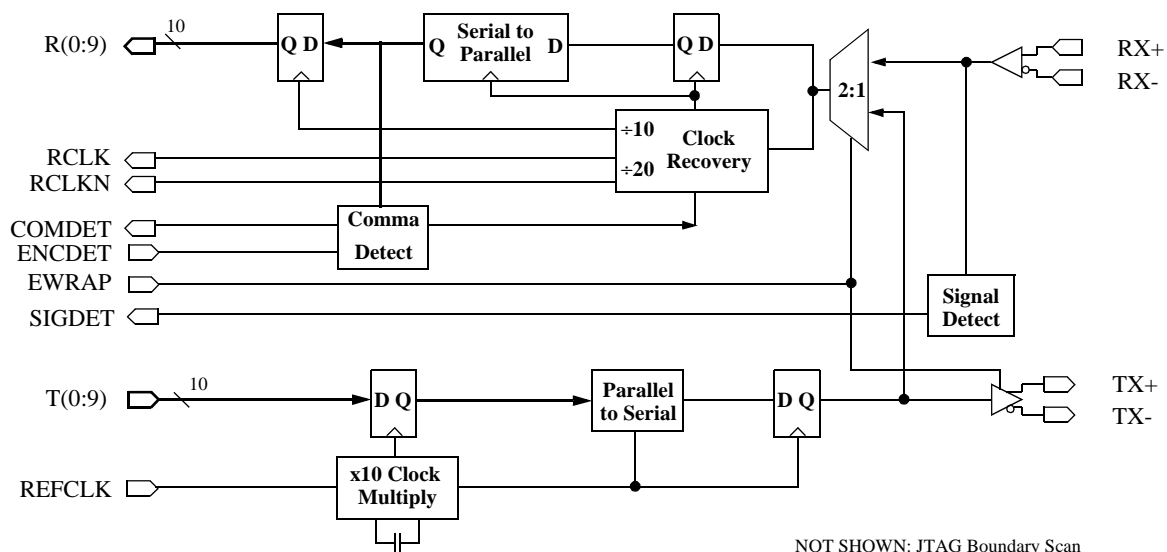 R(0:9)
10
Q D
Q
Serial to
Parallel
D
Q D
2:1
RX+
RX-
÷10
÷20
Clock
Recovery
RCLK
RCLKN
COMDET
ENCDET
Comma
Detect
EWRAP
SIGDET
Signal
Detect
T(0:9)
10
D Q
Parallel
to Serial
D Q
TX+
TX-
REFCLK
x10 Clock
Multiply
NOT SHOWN: JTAG Boundary Scan